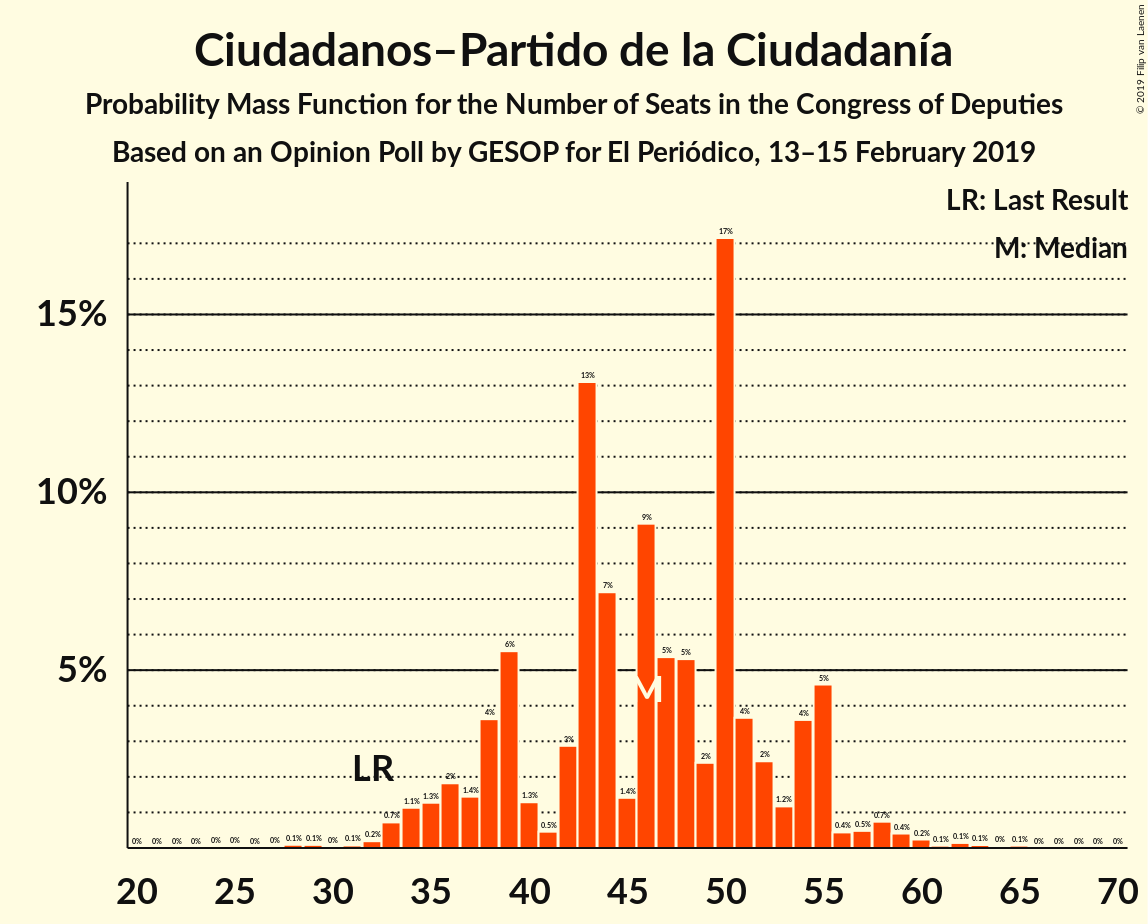 © 2019 Filip van Laenen
Ciudadanos–Partido de la Ciudadanía
Probability Mass Function for the Number of Seats in the Congress of Deputies
Based on an Opinion Poll by GESOP for El Periódico, 13–15 February 2019
LR: Last Result
M: Median
15%
10%
5%
0% 0% 0% 0% 0% 0% 0% 0% 0.1% 0.1% 0% 0.1% 0.2% 0.7% 1.1% 1.3% 2% 1.4% 4% 6% 1.3% 0.5% 3% 13% 7% 1.4% 9% 5% 5% 2% 17% 4% 2% 1.2% 4% 5% 0.4% 0.5% 0.7% 0.4% 0.2% 0.1% 0.1% 0.1% 0% 0.1% 0% 0% 0% 0% 0%
LR
M
20 25 30 35 40 45 50 55 60 65 70